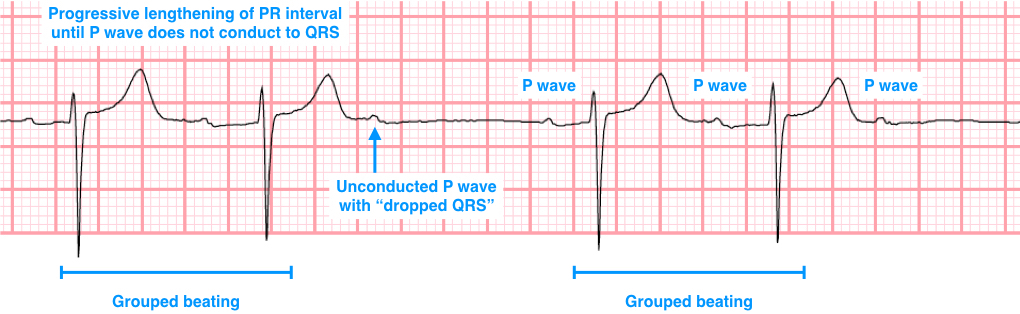 Progressive lengthening of PR interval
until P wave does not conduct to QRS
P wave
P wave
P wave
Unconducted P wave
with “dropped QRS”
Grouped beating
Grouped beating